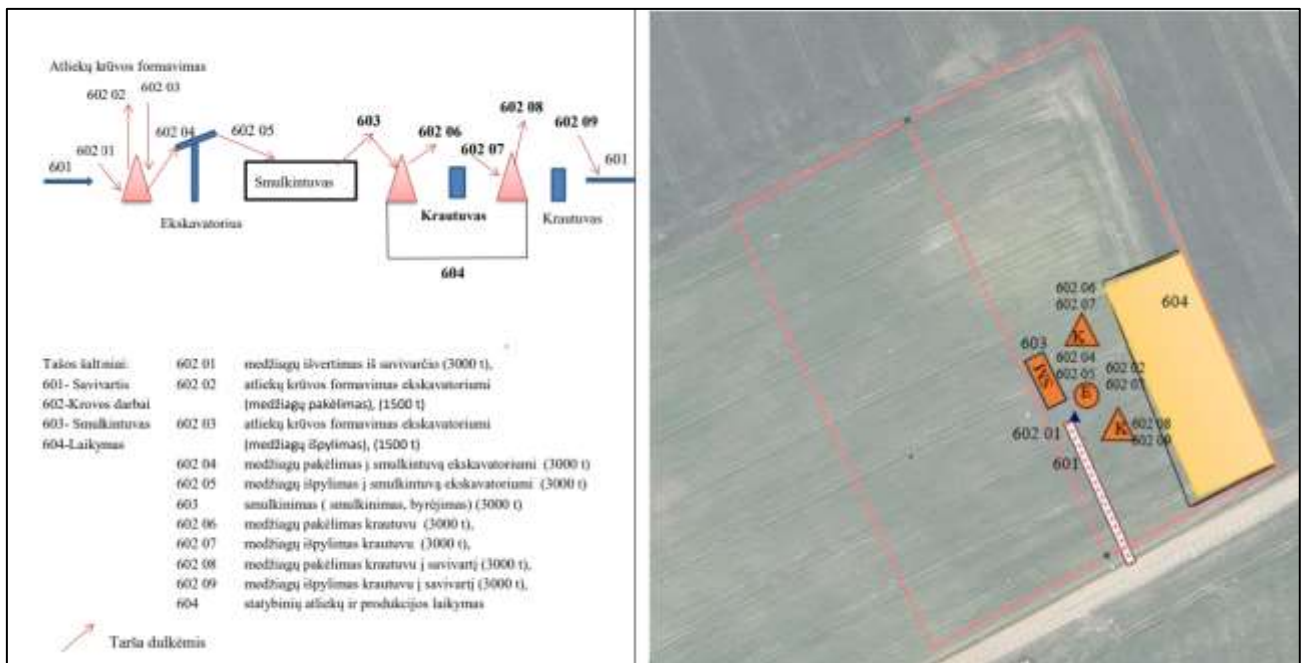 Atliekų krūvos formavimas
602 02
602 03
602 04
602 05
603
602 06
602 07
602 08
602 09
601
602 01
601
Smulkintuvas
Ekskavatorius
Krautuvas
Krautuvas
604
Tašos šaltiniai: 602 01 medžiagų išvertimas iš savivarčio (3000 t),
601- Savivartis 602 02 atliekų krūvos formavimas ekskavatoriumi
602-Krovos darbai (medžiagų pakėlimas), (1500 t)
603- Smulkintuvas 602 03 atliekų krūvos formavimas ekskavatoriumi
604-Laikymas (medžiagų išpylimas), (1500 t)
602 04 medžiagų pakėlimas į smulkintuvą ekskavatoriumi (3000 t)
602 05 medžiagų išpylimas į smulkintuvą ekskavatoriumi (3000 t)
603 smulkinimas ( smulkinimas, byrėjimas) (3000 t)
602 06 medžiagų pakėlimas krautuvu (3000 t),
602 07 medžiagų išpylimas krautuvu (3000 t),
602 08 medžiagų pakėlimas krautuvu į savivartį (3000 t),
602 09 medžiagų išpylimas krautuvu į savivartį (3000 t),
604 statybinių atliekų ir produkcijos laikymas
Tarša dulkėmis
602 06
602 07
604
K
603
602 04
602 05
SM
602 02
E
602 01
K
602 08
602 09
601